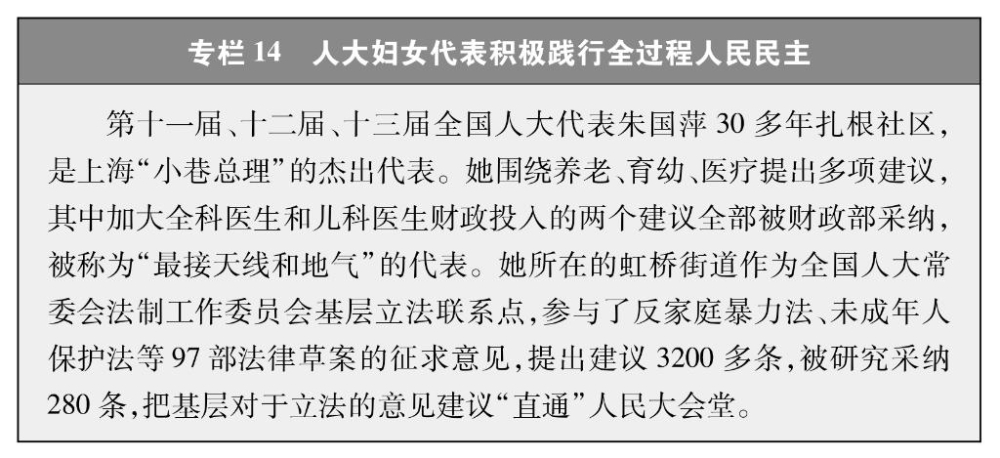 专栏 14 人大妇女代表积极践行全过程人民民主
第十一届、十二届、十三届全国人大代表朱国萍 30 多年扎根社区，
是上海“小巷总理”的杰出代表。她围绕养老、育幼、医疗提出多项建议，
其中加大全科医生和儿科医生财政投入的两个建议全部被财政部采纳，
被称为“最接天线和地气”的代表。她所在的虹桥街道作为全国人大常
委会法制工作委员会基层立法联系点，参与了反家庭暴力法、未成年人
保护法等 97 部法律草案的征求意见，提出建议 3200 多条，被研究采纳
280 条，把基层对于立法的意见建议“直通”人民大会堂。